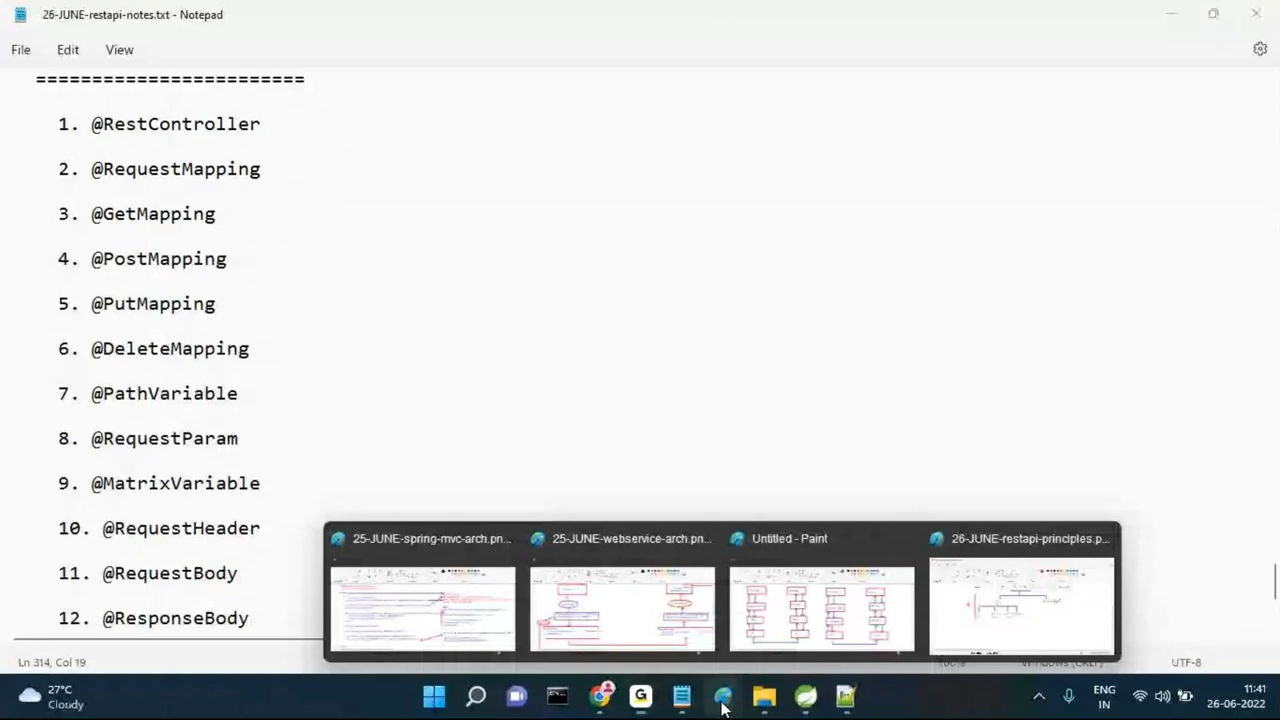 26-JUNE-restapi-notes.txt - Notepad
File Edit View
========================
1. @RestController
2. @RequestMapping
3. @GetMapping
4. @PostMapping
5. @PutMapping
6. @DeleteMapping
7. @PathVariable
8. @RequestParam
9. @MatrixVariable
10. @RequestHeader
11. @RequestBody
12. @ResponseBody
25-JUNE-spring-mvc-arch.pn... 25-JUNE-webservice-arch.pn... Untitled - Paint 26-JUNE-restapi-principles.p...
Ln 314, Col 19 UTF-8
27°C
Cloudy
ENG
IN
11:41
26-06-2022